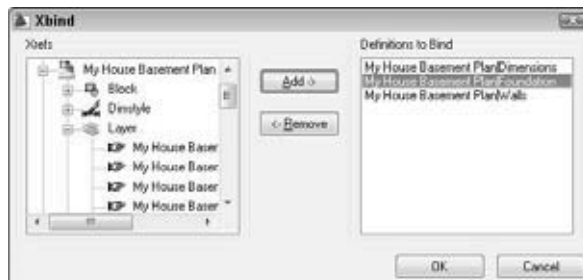 Xbind
Xrefs
My House Basement Plan
Block
Dimstyle
Layer
My House Baser
My House Baser
My House Baser
My House Baser
Add ->
<- Remove
Definitions to Bind
My House Basement Plan|Dimensions
My House Basement Plan|Foundation
My House Basement Plan|Walls
OK
Cancel